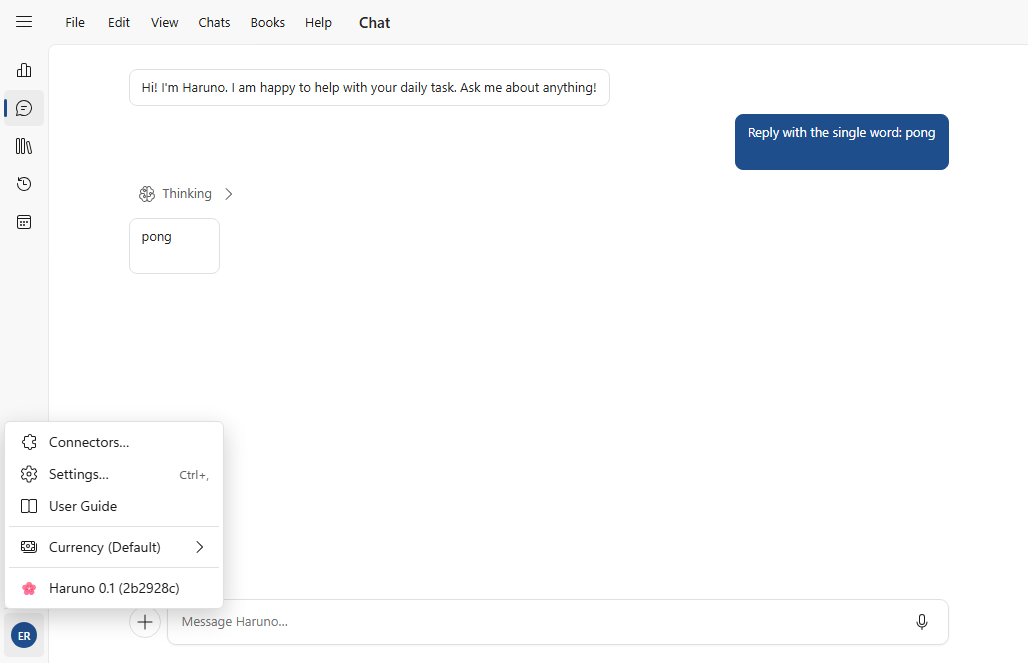 File Edit View Chats Books Help Chat
Hi! I'm Haruno. I am happy to help with your daily task. Ask me about anything!
Reply with the single word: pong
Thinking
pong
Connectors...
Settings... Ctrl+,
User Guide
Currency (Default)
Haruno 0.1 (2b2928c)
Message Haruno...
ER